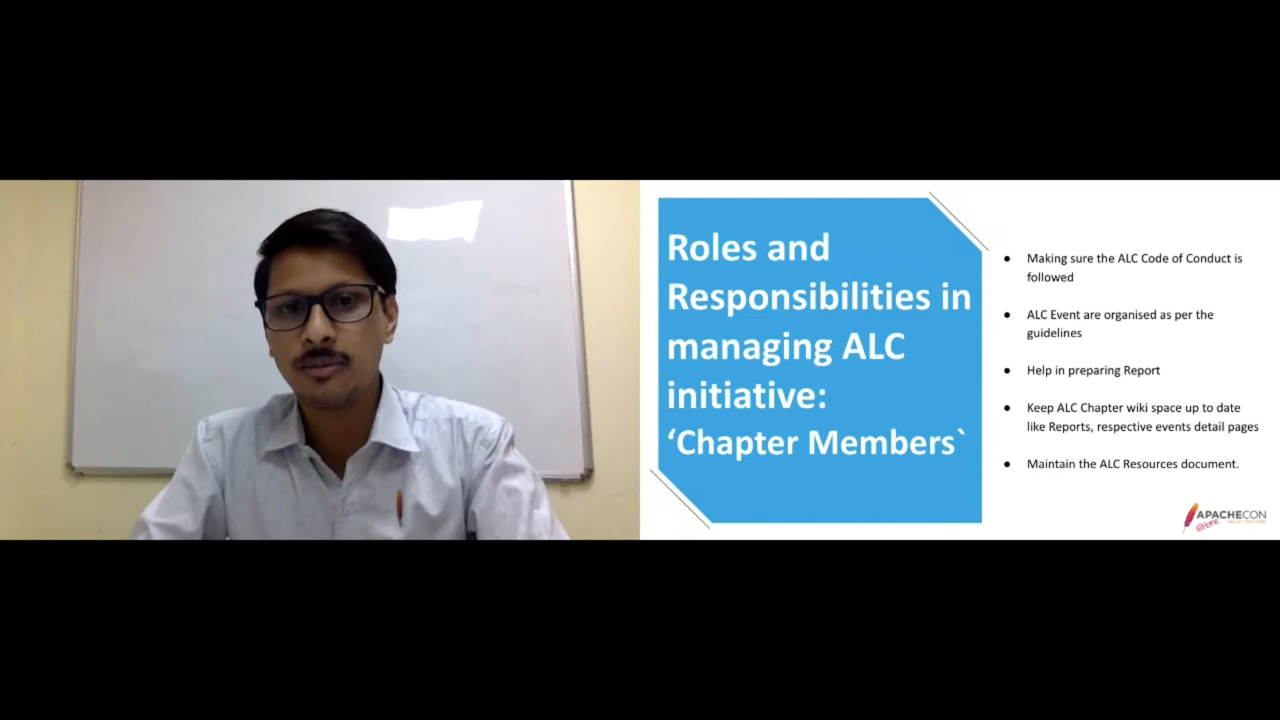 Roles and
Responsibilities in
managing ALC
initiative:
‘Chapter Members`
● Making sure the ALC Code of Conduct is
followed
● ALC Event are organised as per the
guidelines
● Help in preparing Report
● Keep ALC Chapter wiki space up to date
like Reports, respective events detail pages
● Maintain the ALC Resources document.
APACHECON
@Home